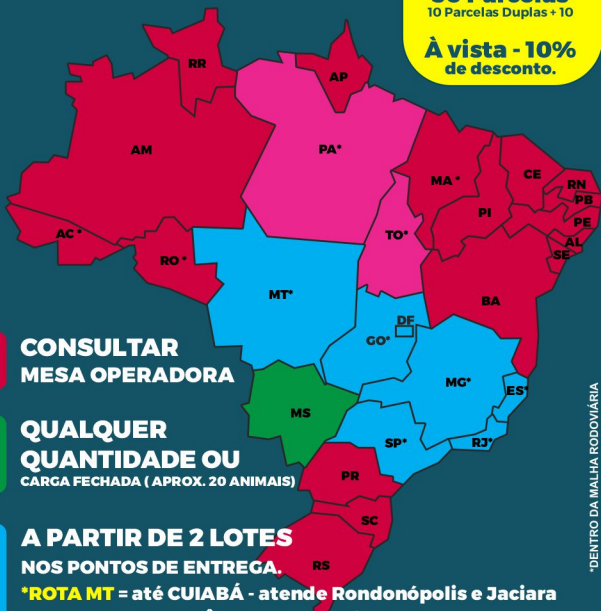 10 Parcelas Duplas + 10
À vista - 10%
de desconto.
RR
AP
AM
PA*
MA *
CE
RN
PB
PI
PE
AL
SE
AC *
RO *
TO*
BA
MT*
DF
GO*
MG*
ES*
MS
SP*
RJ*
PR
SC
RS
CONSULTAR
MESA OPERADORA
QUALQUER
QUANTIDADE OU
CARGA FECHADA ( APROX. 20 ANIMAIS)
A PARTIR DE 2 LOTES
NOS PONTOS DE ENTREGA.
*ROTA MT = até CUIABÁ - atende Rondonópolis e Jaciara
*DENTRO DA MALHA RODOVIÁRIA